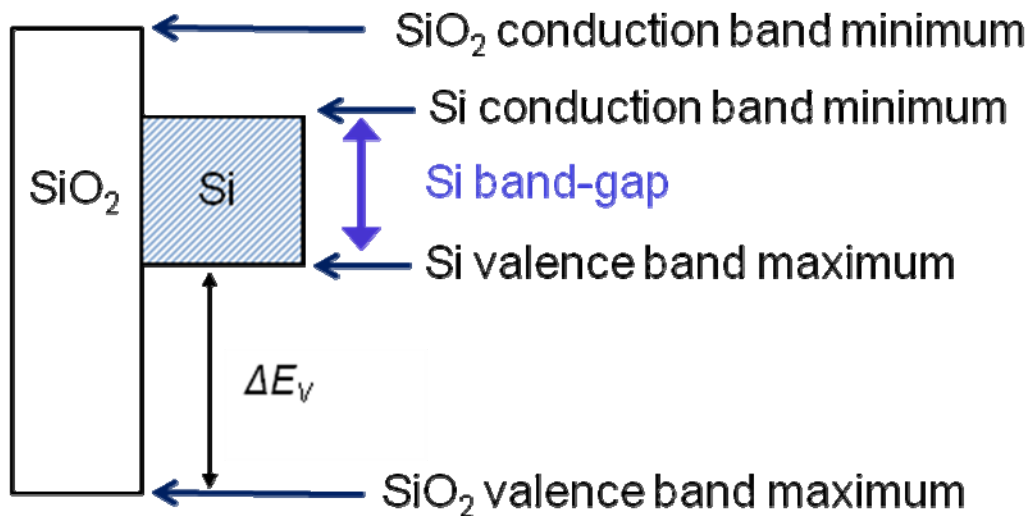 SiO₂ conduction band minimum
Si conduction band minimum
SiO₂
Si
Si band-gap
Si valence band maximum
ΔE_V
SiO₂ valence band maximum